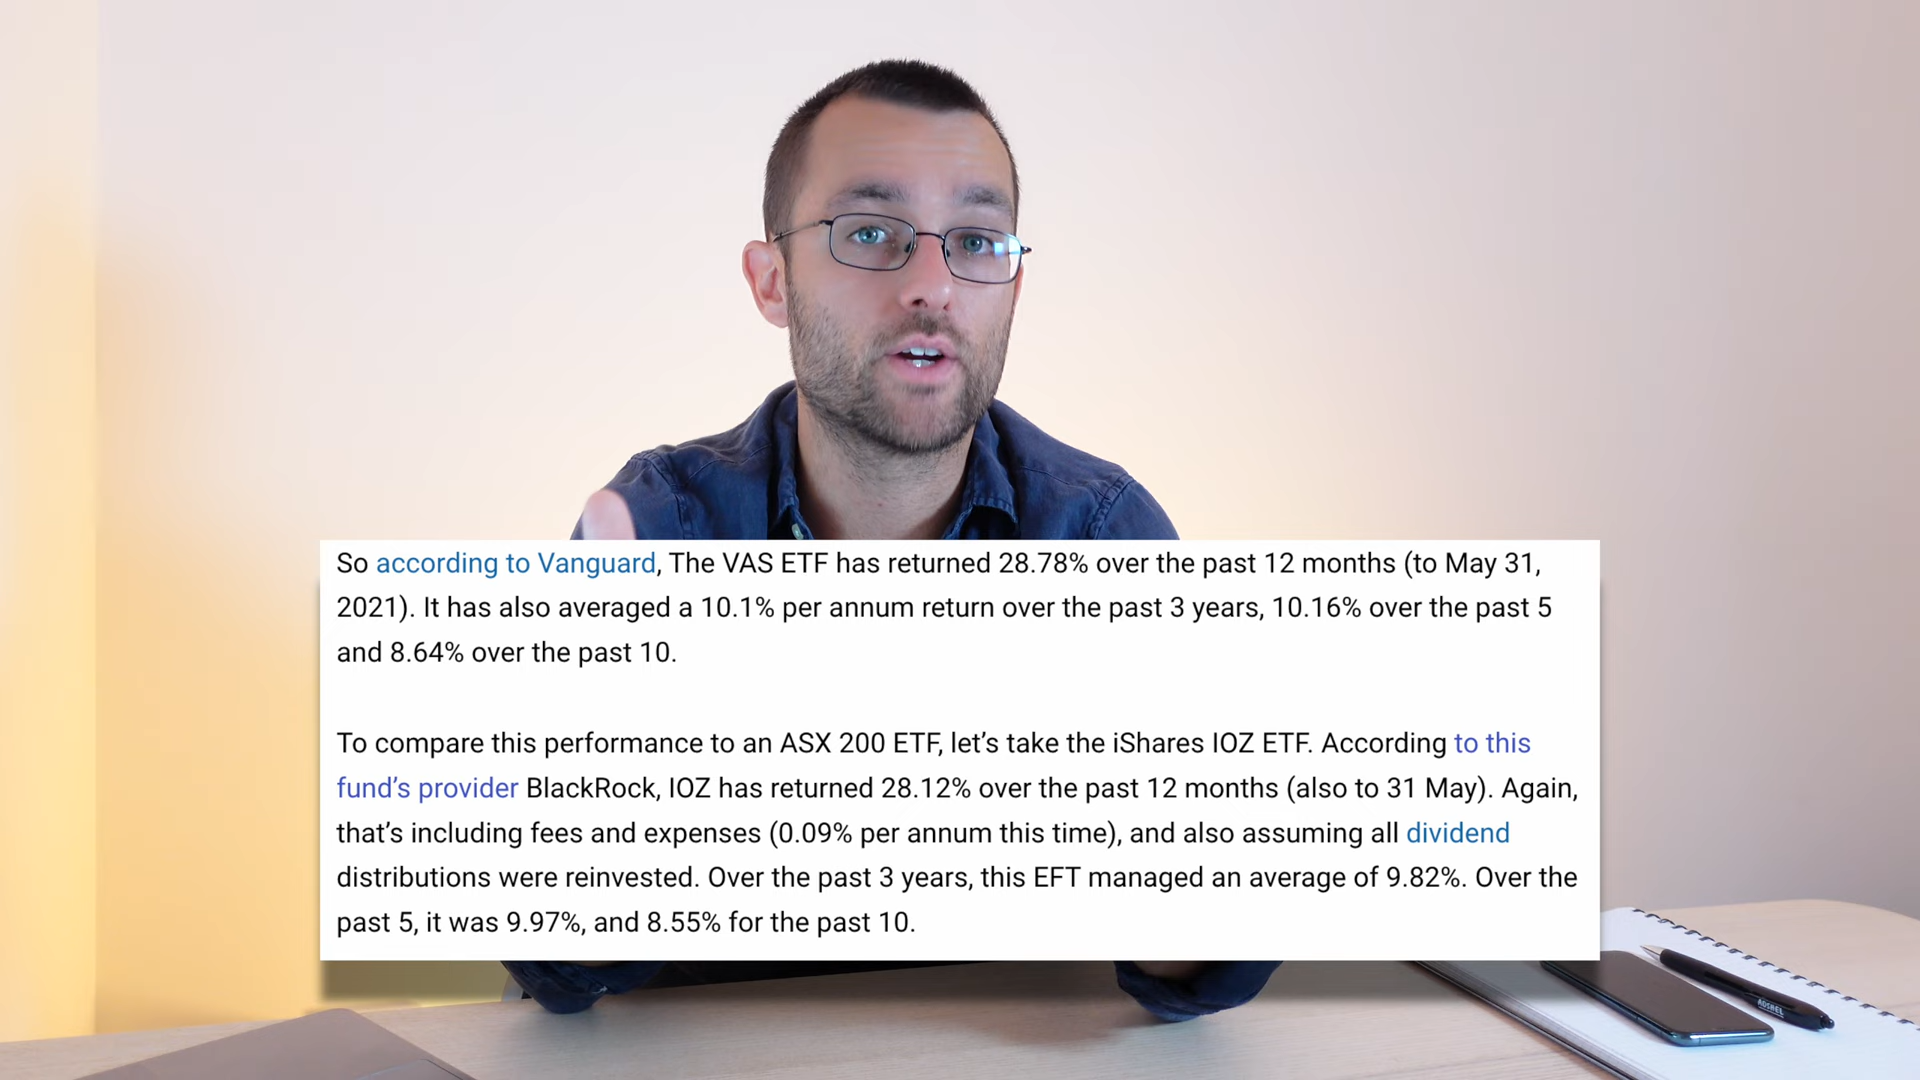 So according to Vanguard, The VAS ETF has returned 28.78% over the past 12 months (to May 31,
2021). It has also averaged a 10.1% per annum return over the past 3 years, 10.16% over the past 5
and 8.64% over the past 10.
To compare this performance to an ASX 200 ETF, let’s take the iShares IOZ ETF. According to this
fund’s provider BlackRock, IOZ has returned 28.12% over the past 12 months (also to 31 May). Again,
that’s including fees and expenses (0.09% per annum this time), and also assuming all dividend
distributions were reinvested. Over the past 3 years, this EFT managed an average of 9.82%. Over the
past 5, it was 9.97%, and 8.55% for the past 10.